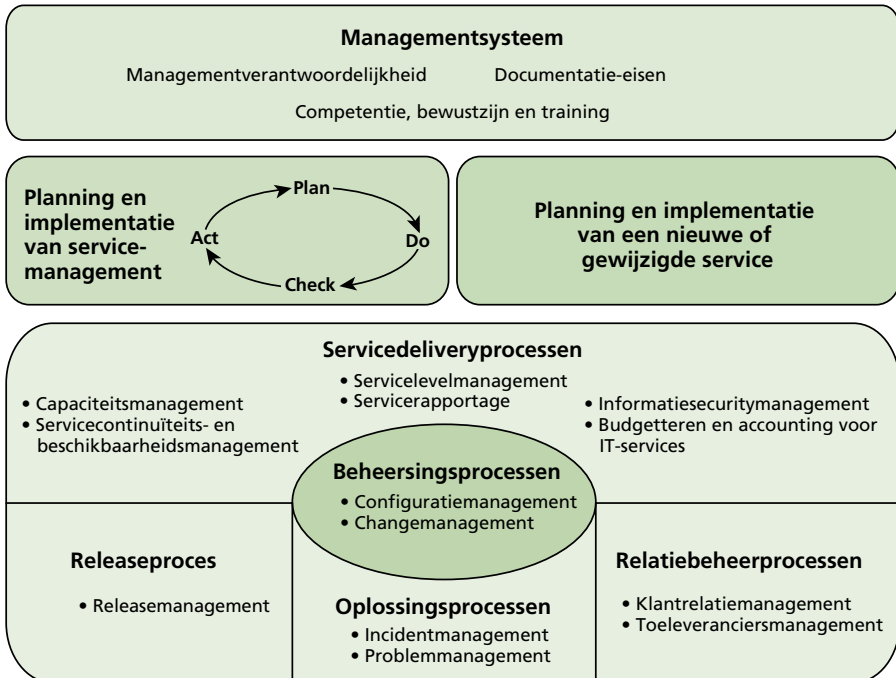 Managementsysteem
Managementverantwoordelijkheid Documentatie-eisen
Competentie, bewustzijn en training
Planning en
implementatie
van service-
management
Plan
Act
Do
Check
Planning en implementatie
van een nieuwe of
gewijzigde service
Servicedeliveryprocessen
• Capaciteitsmanagement
• Servicecontinuïteits- en
beschikbaarheidsmanagement
• Servicelevelmanagement
• Servicerapportage
• Informatiesecuritymanagement
• Budgetteren en accounting voor
IT-services
Beheersingsprocessen
• Configuratiemanagement
• Changemanagement
Releaseproces
• Releasemanagement
Oplossingsprocessen
• Incidentmanagement
• Problemmanagement
Relatiebeheerprocessen
• Klantrelatiemanagement
• Toeleveranciersmanagement